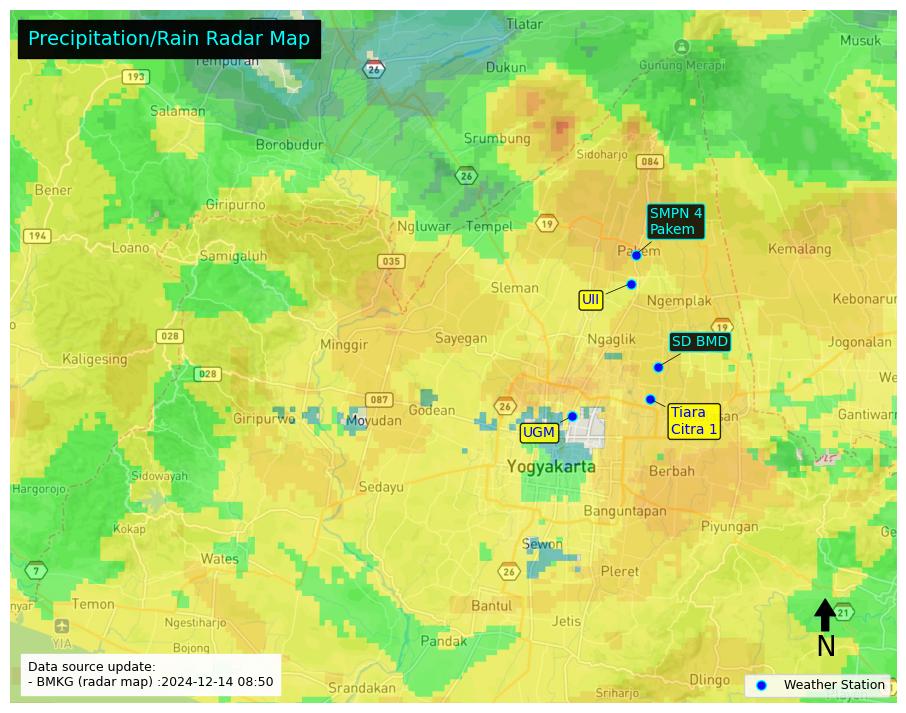 Precipitation/Rain Radar Map
Tlatar
Musuk
Tempuran
26
Dukun
Gunung Merapi
193
Salaman
Srumbung
Borobudur
Sidoharjo
084
26
Bener
Giripurno
SMPN 4
Pakem
194
Ngluwar
Tempel
19
Loano
Samigaluh
035
Pakem
Kemalang
Sleman
UII
Ngemplak
Kebonarum
028
Minggir
Sayegan
Ngaglik
19
SD BMD
Jogonalan
Kaligesing
028
087
Godean
26
Giripurwo
Moyudan
Tiara
Citra 1
Gantiwarn
UGM
Yogyakarta
Berbah
Sidowayah
Hargorojo
Sedayu
Kokap
Banguntapan
Piyungan
Sewon
Wates
7
26
Pleret
Temon
Bantul
21
Ngestiharjo
Jetis
YIA
Bojong
Pandak
N
Data source update:
- BMKG (radar map) :2024-12-14 08:50
Srandakan
Dlingo
Sriharjo
Weather Station